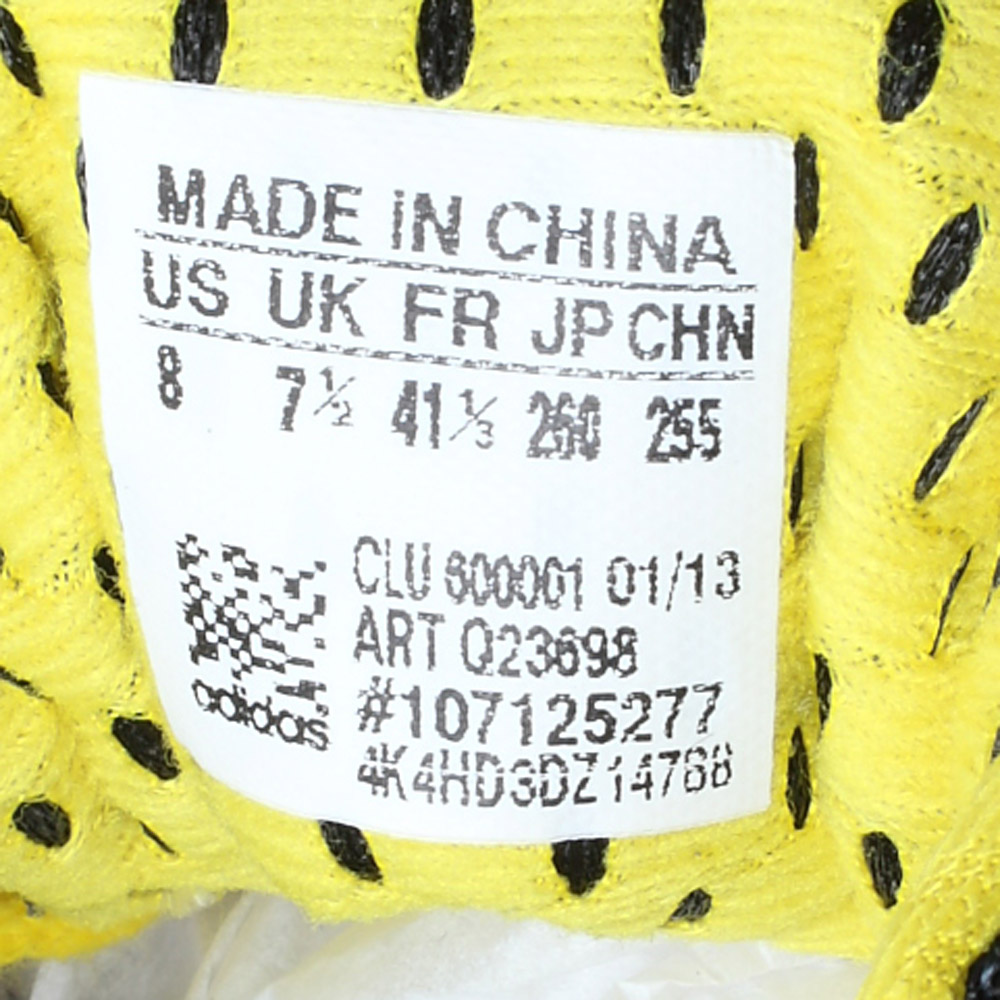 MADE IN CHINA
US UK FR JP CHN
8 7½ 41⅓ 260 255
CLU 600001 01/13
ART Q23698
#107125277
4K4HD3DZ14768
adidas